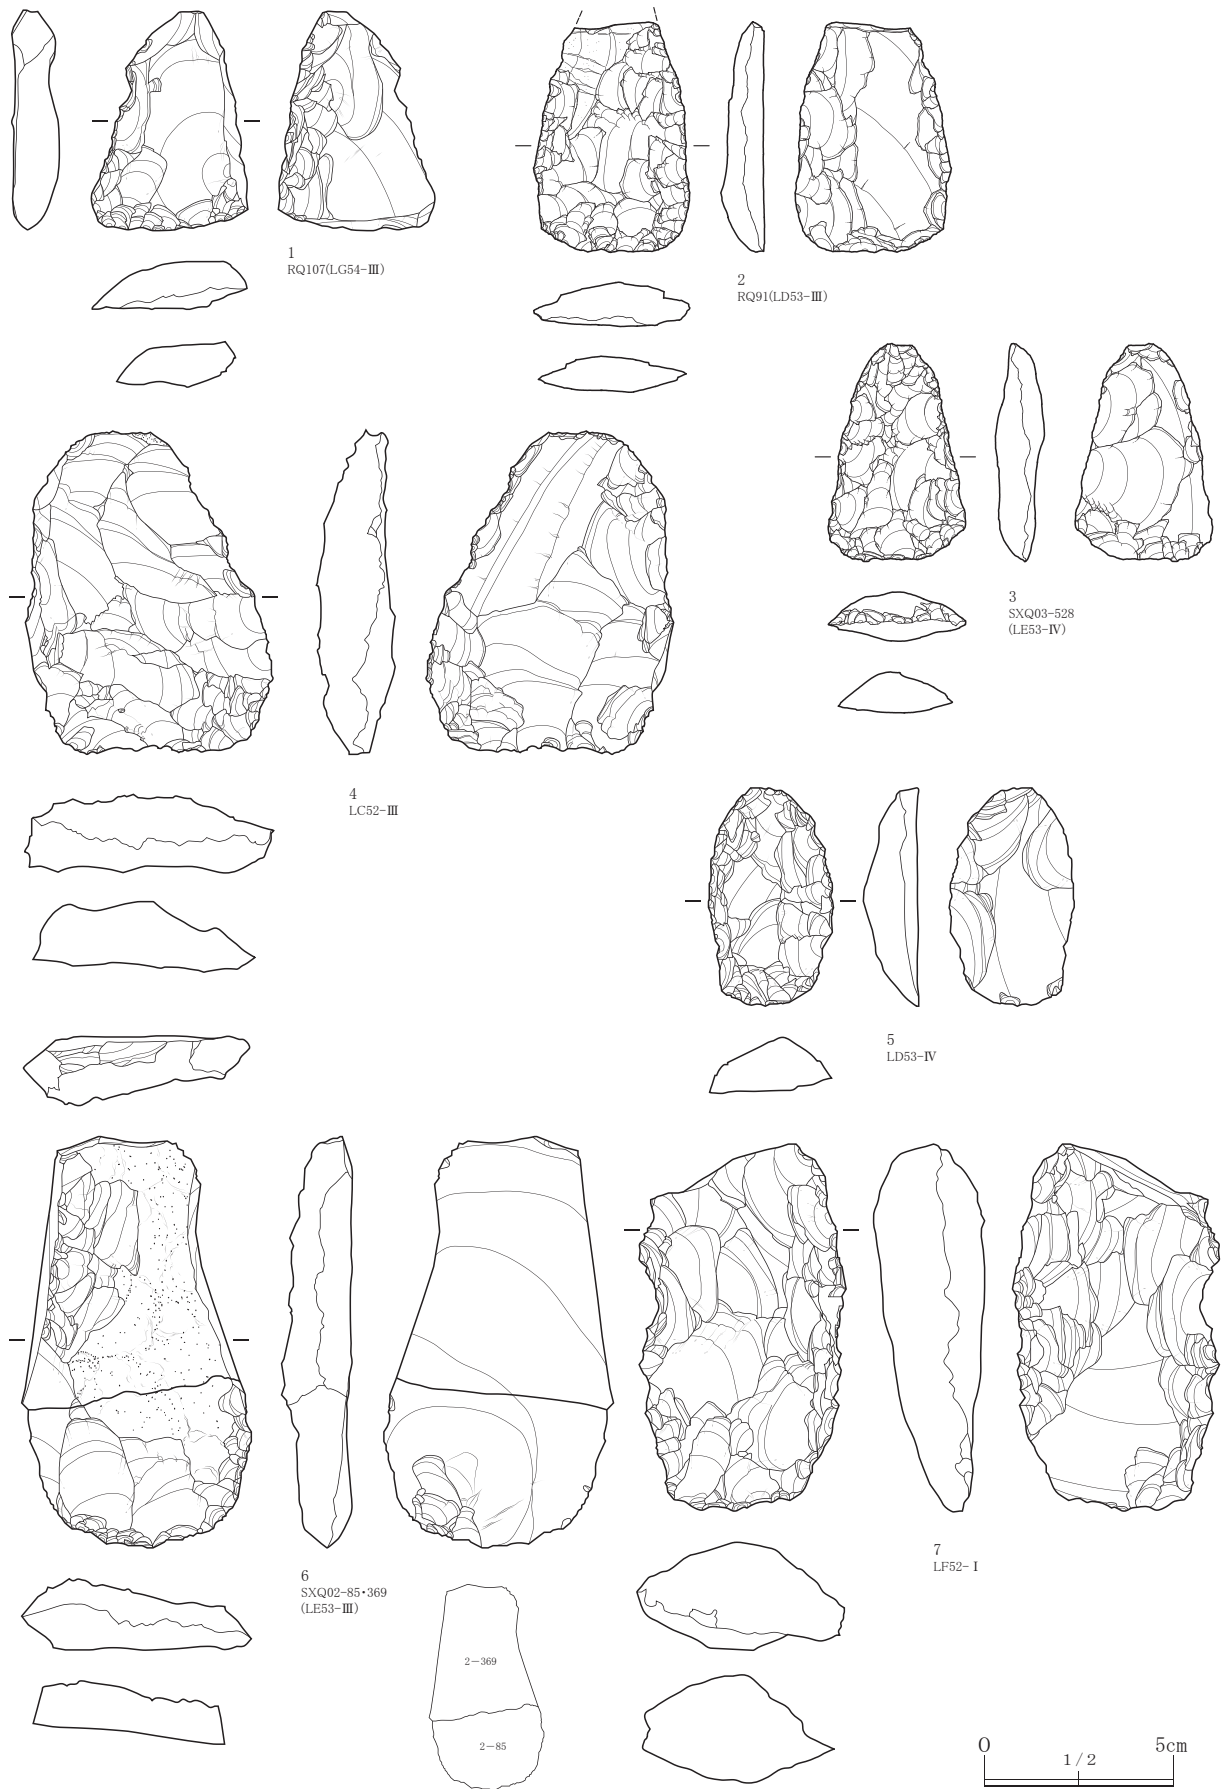 1
RQ107(LG54-Ⅲ)
2
RQ91(LD53-Ⅲ)
3
SXQ03-528
(LE53-Ⅳ)
4
LC52-Ⅲ
5
LD53-Ⅳ
6
SXQ02-85・369
(LE53-Ⅲ)
7
LF52-Ⅰ
2-369
2-85
0 5cm
1/2